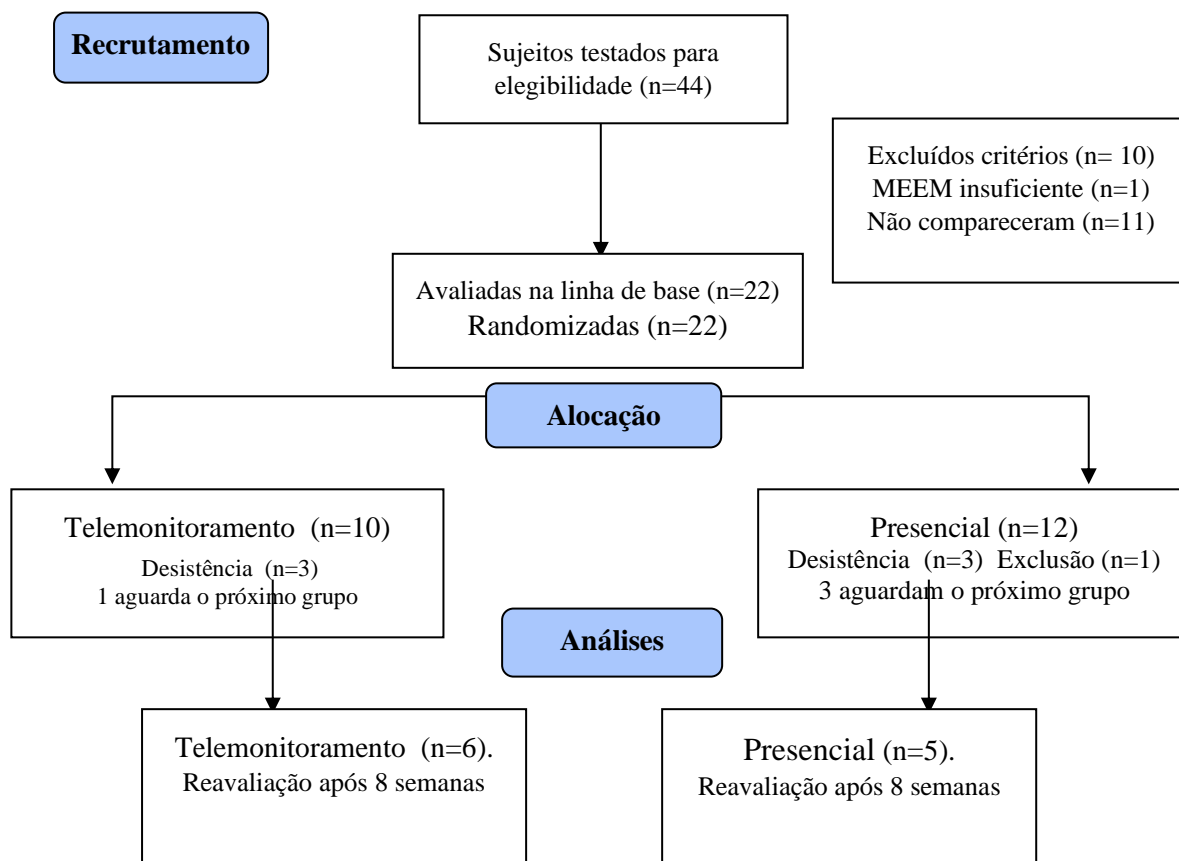 Recrutamento
Sujeitos testados para
elegibilidade (n=44)
Excluídos critérios (n= 10)
MEEM insuficiente (n=1)
Não compareceram (n=11)
Avaliadas na linha de base (n=22)
Randomizadas (n=22)
Alocação
Telemonitoramento (n=10)
Desistência (n=3)
1 aguarda o próximo grupo
Presencial (n=12)
Desistência (n=3) Exclusão (n=1)
3 aguardam o próximo grupo
Análises
Telemonitoramento (n=6).
Reavaliação após 8 semanas
Presencial (n=5).
Reavaliação após 8 semanas